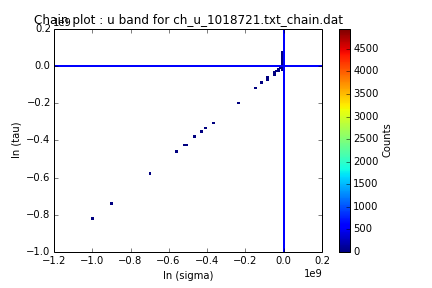 Chain plot : u band for ch_u_1018721.txt_chain.dat
1e9
0.2
0.0
−0.2
−0.4
−0.6
−0.8
−1.0
ln (tau)
−1.2 −1.0 −0.8 −0.6 −0.4 −0.2 0.0 0.2
1e9
ln (sigma)
4500
4000
3500
3000
2500
2000
1500
1000
500
0
Counts